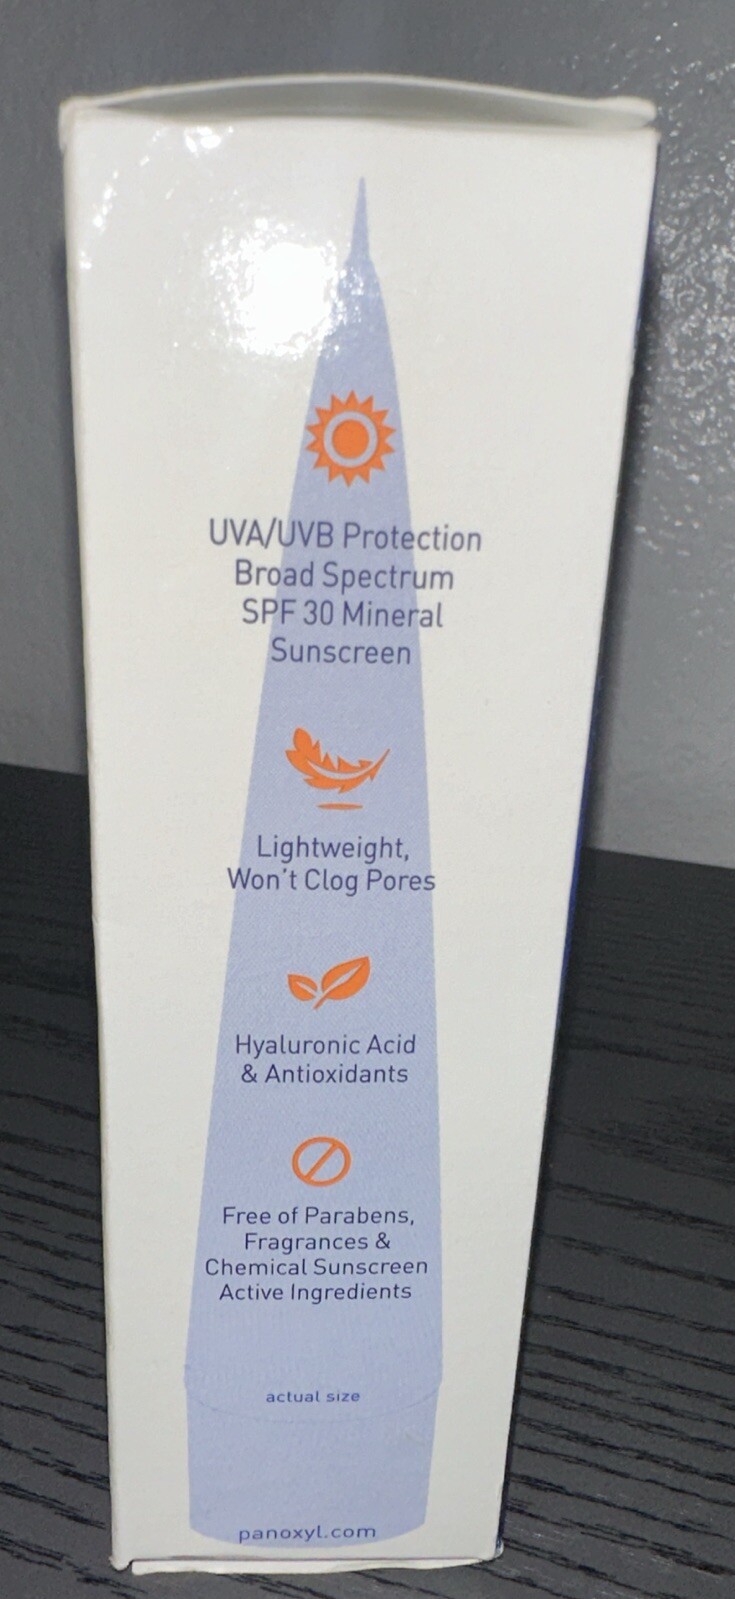 UVA/UVB Protection
Broad Spectrum
SPF 30 Mineral
Sunscreen
Lightweight,
Won't Clog Pores
Hyaluronic Acid
& Antioxidants
Free of Parabens,
Fragrances &
Chemical Sunscreen
Active Ingredients
actual size
panoxyl.com